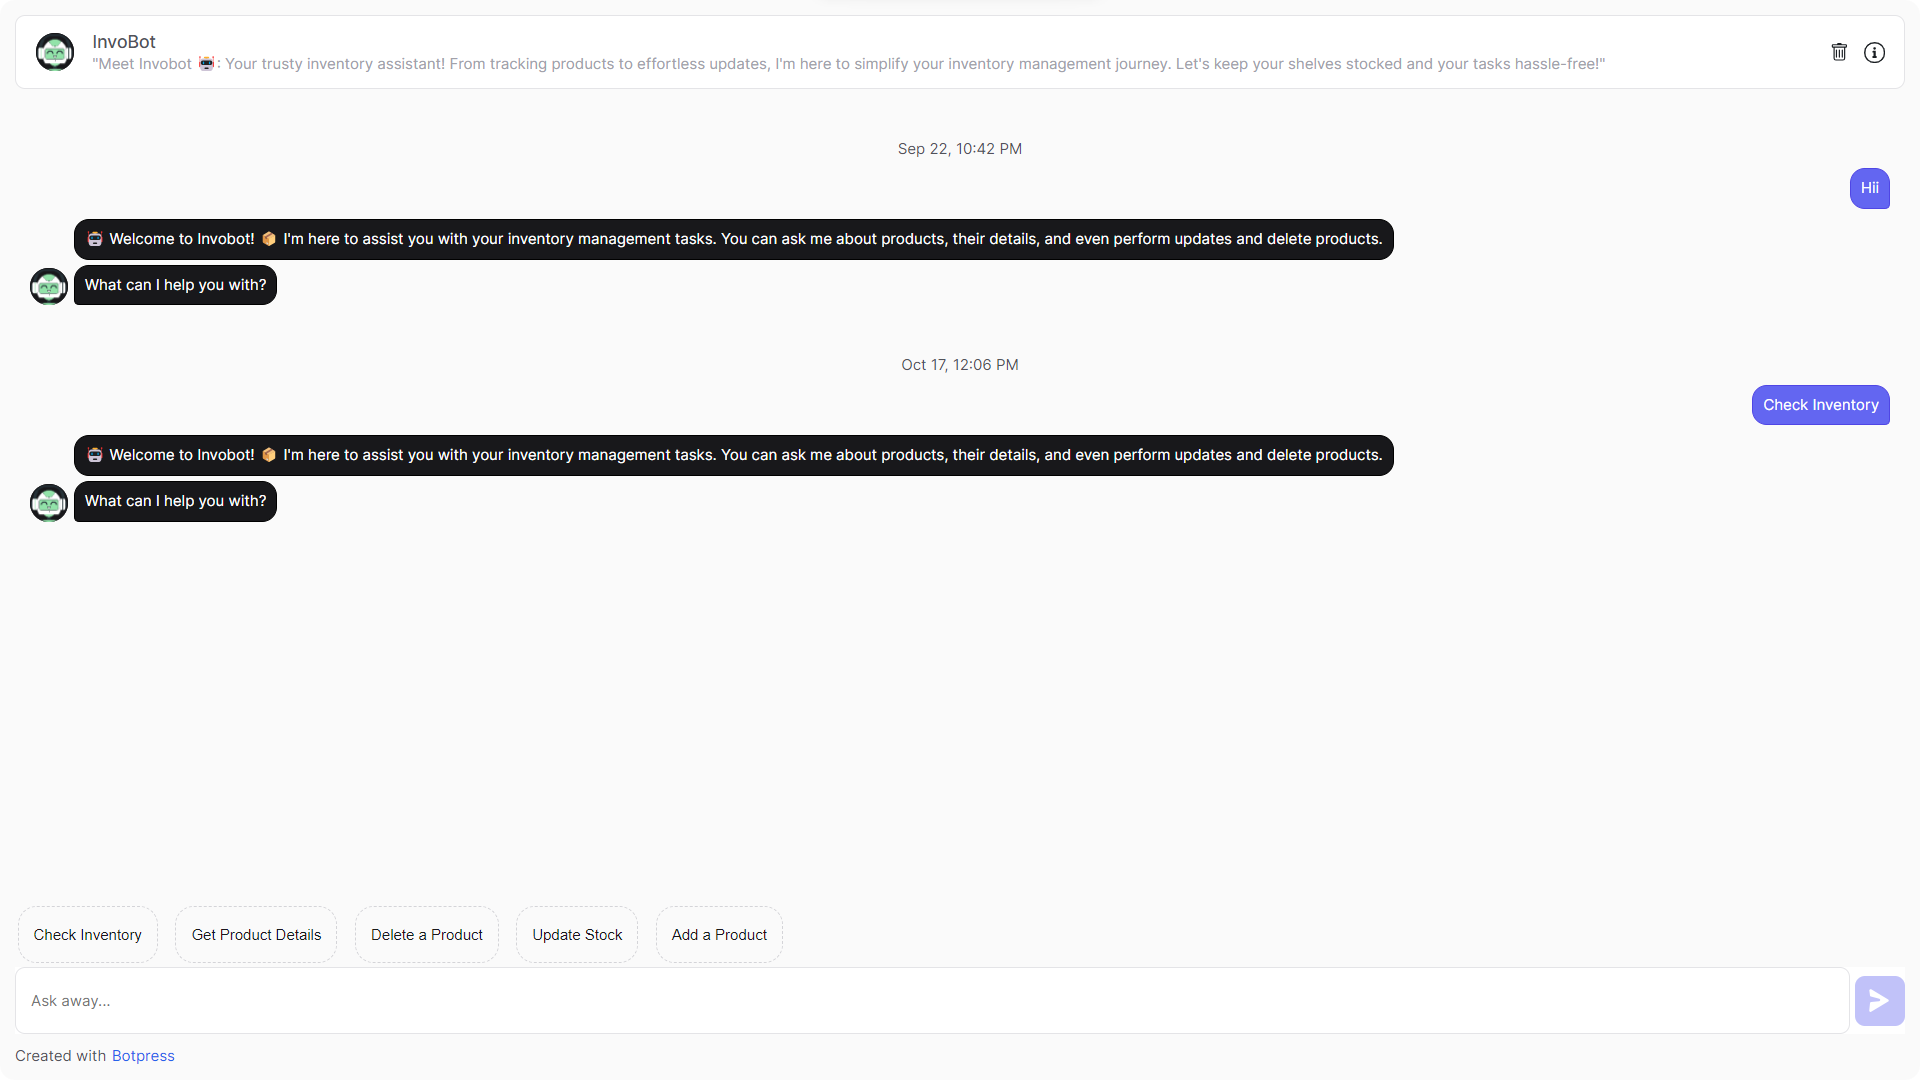 InvoBot
"Meet Invobot 🤖: Your trusty inventory assistant! From tracking products to effortless updates, I'm here to simplify your inventory management journey. Let's keep your shelves stocked and your tasks hassle-free!"
Sep 22, 10:42 PM
Hii
🤖 Welcome to Invobot! 📦 I'm here to assist you with your inventory management tasks. You can ask me about products, their details, and even perform updates and delete products.
What can I help you with?
Oct 17, 12:06 PM
Check Inventory
🤖 Welcome to Invobot! 📦 I'm here to assist you with your inventory management tasks. You can ask me about products, their details, and even perform updates and delete products.
What can I help you with?
Check Inventory
Get Product Details
Delete a Product
Update Stock
Add a Product
Ask away...
Created with Botpress